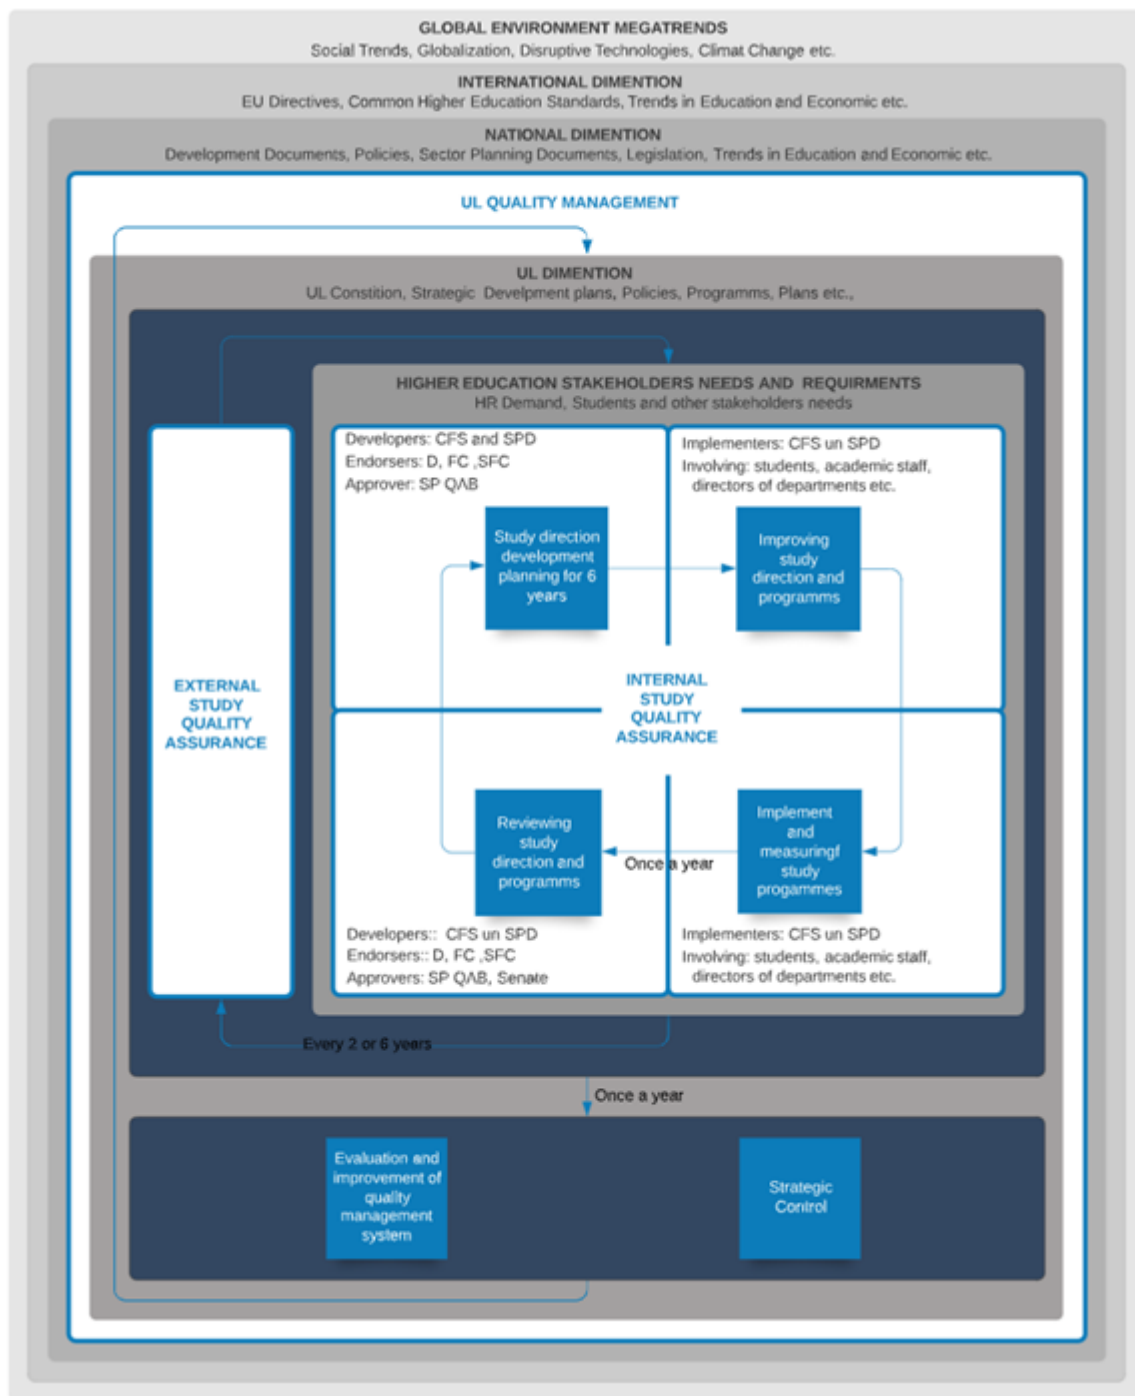 GLOBAL ENVIRONMENT MEGATRENDS
Social Trends, Globalization, Disruptive Technologies, Climat Change etc.
INTERNATIONAL DIMENTION
EU Directives, Common Higher Education Standards, Trends in Education and Economic etc.
NATIONAL DIMENTION
Development Documents, Policies, Sector Planning Documents, Legislation, Trends in Education and Economic etc.
UL QUALITY MANAGEMENT
UL DIMENTION
UL Constition, Strategic Develpment plans, Policies, Programms, Plans etc.,
HIGHER EDUCATION STAKEHOLDERS NEEDS AND REQUIRMENTS
HR Demand, Students and other stakeholders needs
Developers: CFS and SPD
Endorsers: D, FC ,SFC
Approver: SP QAB
Implementers: CFS un SPD
Involving: students, academic staff,
directors of departments etc.
Study direction
development
planning for 6
years
Improving
study
direction and
programms
EXTERNAL
STUDY
QUALITY
ASSURANCE
INTERNAL
STUDY
QUALITY
ASSURANCE
Reviewing
study
direction and
programms
Once a year
Implement
and
measuringf
study
progammes
Developers:: CFS un SPD
Endorsers:: D, FC ,SFC
Approvers: SP QAB, Senate
Implementers: CFS un SPD
Involving: students, academic staff,
directors of departments etc.
Every 2 or 6 years
Once a year
Evaluation and
improvement of
quality
management
system
Strategic
Control